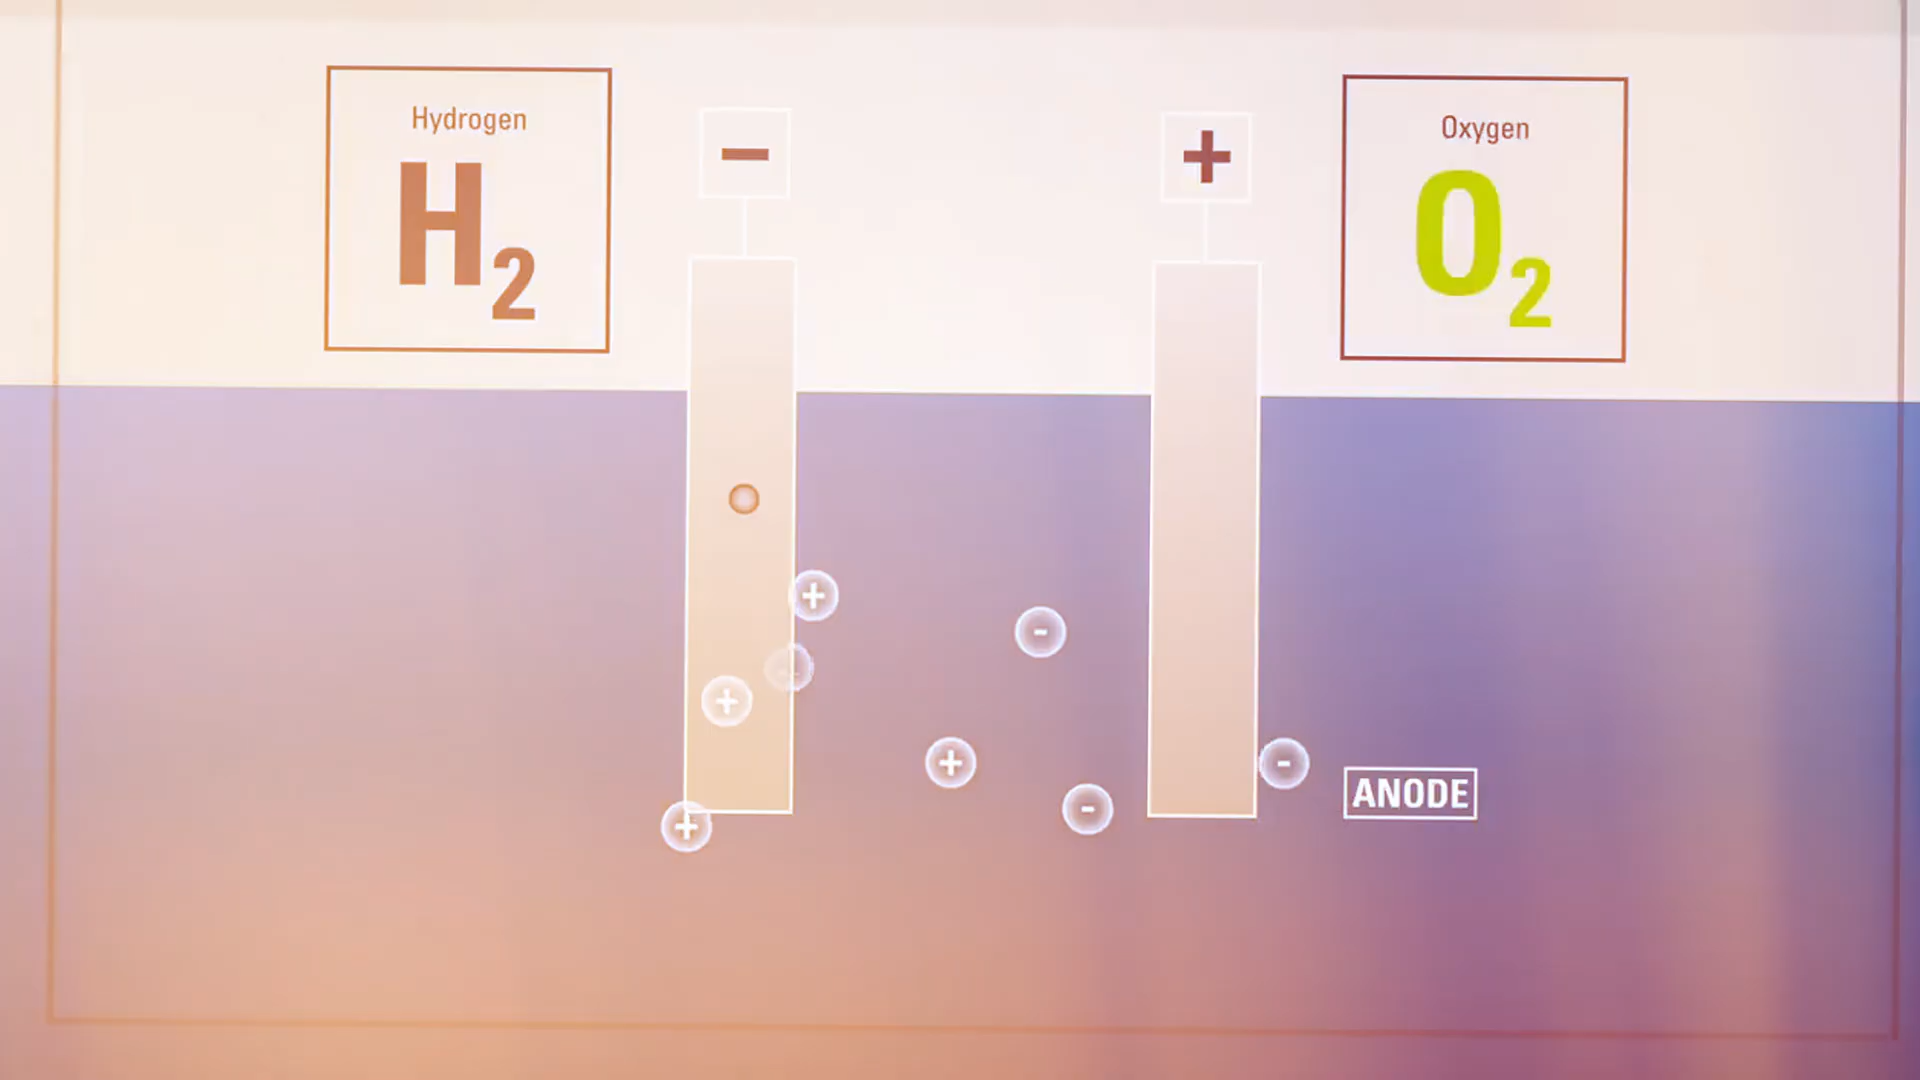 Hydrogen
H2
−
+
Oxygen
O2
+
-
+
+
-
-
ANODE
+